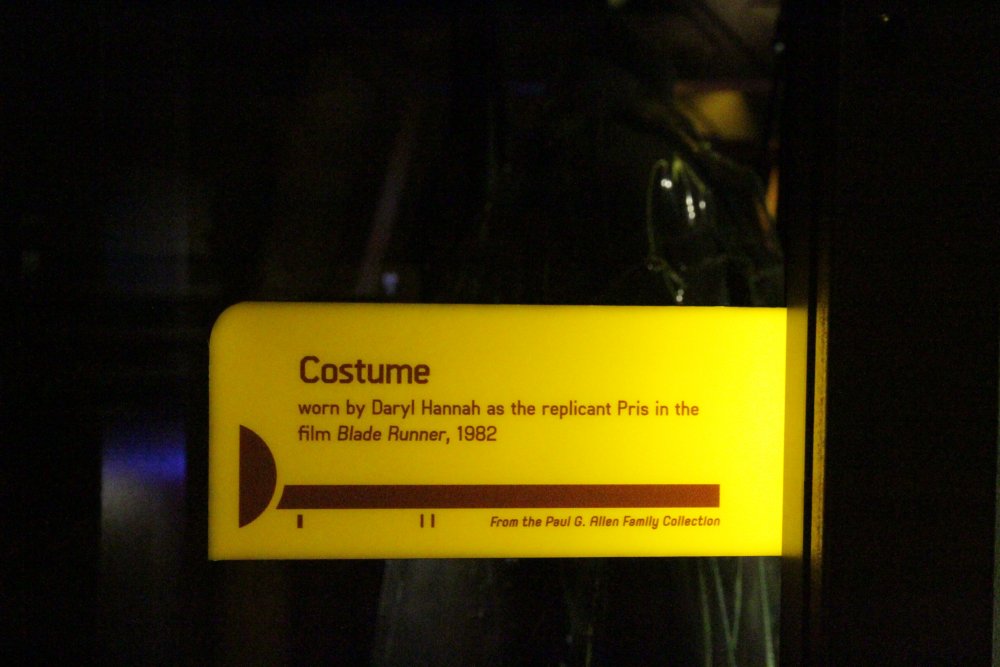 Costume
worn by Daryl Hannah as the replicant Pris in the
film Blade Runner, 1982
From the Paul G. Allen Family Collection